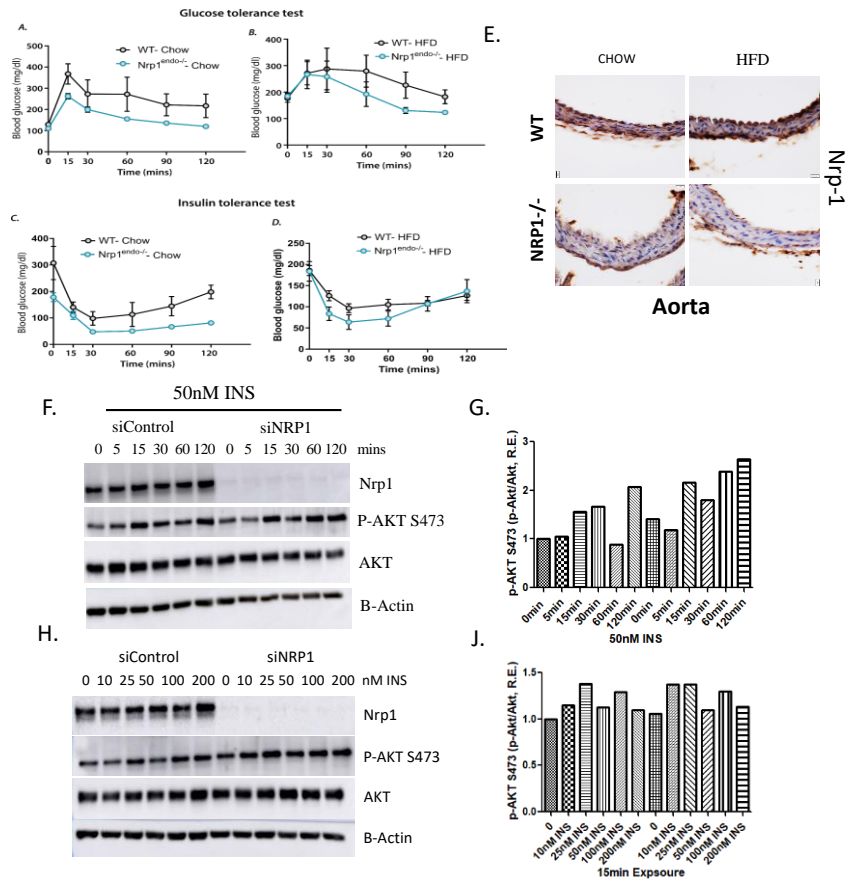 Glucose tolerance test
A.
WT- Chow
Nrp1endo-/-- Chow
Blood glucose (mg/dl)
500
400
300
200
100
0
0 15 30 60 90 120
Time (mins)
B.
WT- HFD
Nrp1endo-/-- HFD
Blood glucose (mg/dl)
400
300
200
100
0
0 15 30 60 90 120
Time (mins)
Insulin tolerance test
C.
WT- Chow
Nrp1endo-/-- Chow
Blood glucose (mg/dl)
400
300
200
100
0
0 15 30 60 90 120
Time (mins)
D.
WT- HFD
Nrp1endo-/-- HFD
Blood glucose (mg/dl)
250
200
150
100
50
0
0 15 30 60 90 120
Time (mins)
E.
CHOW HFD
WT
NRP1-/-
Nrp-1
Aorta
F.
50nM INS
siControl siNRP1
0 5 15 30 60 120 0 5 15 30 60 120 mins
Nrp1
P-AKT S473
AKT
B-Actin
G.
p-AKT S473 (p-Akt/Akt, R.E.)
3
2
1
0
0min 5min 15min 30min 60min 120min 0min 5min 15min 30min 60min 120min
50nM INS
H.
siControl siNRP1
0 10 25 50 100 200 0 10 25 50 100 200 nM INS
Nrp1
P-AKT S473
AKT
B-Actin
J.
p-AKT S473 (p-Akt/Akt, R.E.)
1.5
1.0
0.5
0.0
0 10nM INS 25nM INS 50nM INS 100nM INS 200nM INS 0 10nM INS 25nM INS 50nM INS 100nM INS 200nM INS
15min Expsoure